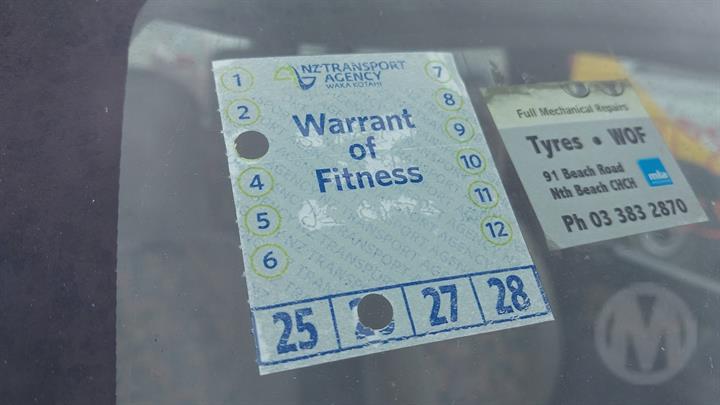 NZ TRANSPORT
AGENCY
WAKA KOTAHI
Warrant
of
Fitness
1
2
4
5
6
7
8
9
10
11
12
25 27 28
Full Mechanical Repairs
Tyres • WOF
91 Beach Road
Nth Beach CHCH
mta
Ph 03 383 2870
M